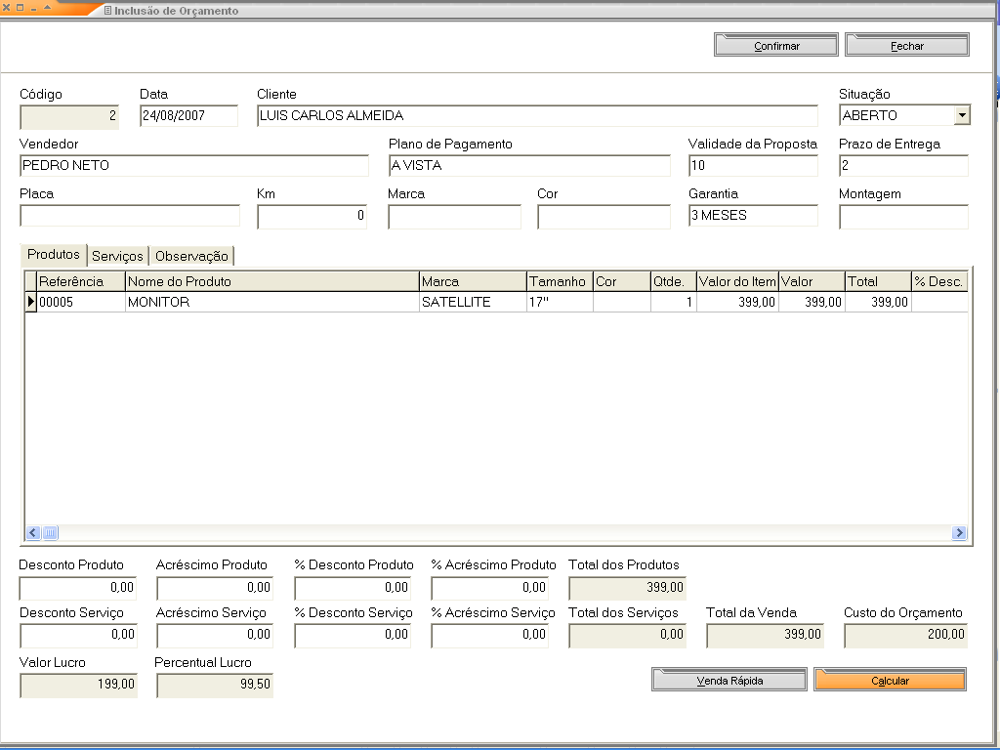 Inclusão de Orçamento
Confirmar Fechar
Código Data Cliente Situação
2 24/08/2007 LUIS CARLOS ALMEIDA ABERTO
Vendedor Plano de Pagamento Validade da Proposta Prazo de Entrega
PEDRO NETO A VISTA 10 2
Placa Km Marca Cor Garantia Montagem
0 3 MESES
Produtos Serviços Observação
Referência Nome do Produto Marca Tamanho Cor Qtde. Valor do Item Valor Total % Desc.
00005 MONITOR SATELLITE 17" 1 399,00 399,00 399,00
Desconto Produto Acréscimo Produto % Desconto Produto % Acréscimo Produto Total dos Produtos
0,00 0,00 0,00 0,00 399,00
Desconto Serviço Acréscimo Serviço % Desconto Serviço % Acréscimo Serviço Total dos Serviços Total da Venda Custo do Orçamento
0,00 0,00 0,00 0,00 0,00 399,00 200,00
Valor Lucro Percentual Lucro
199,00 99,50 Venda Rápida Calcular